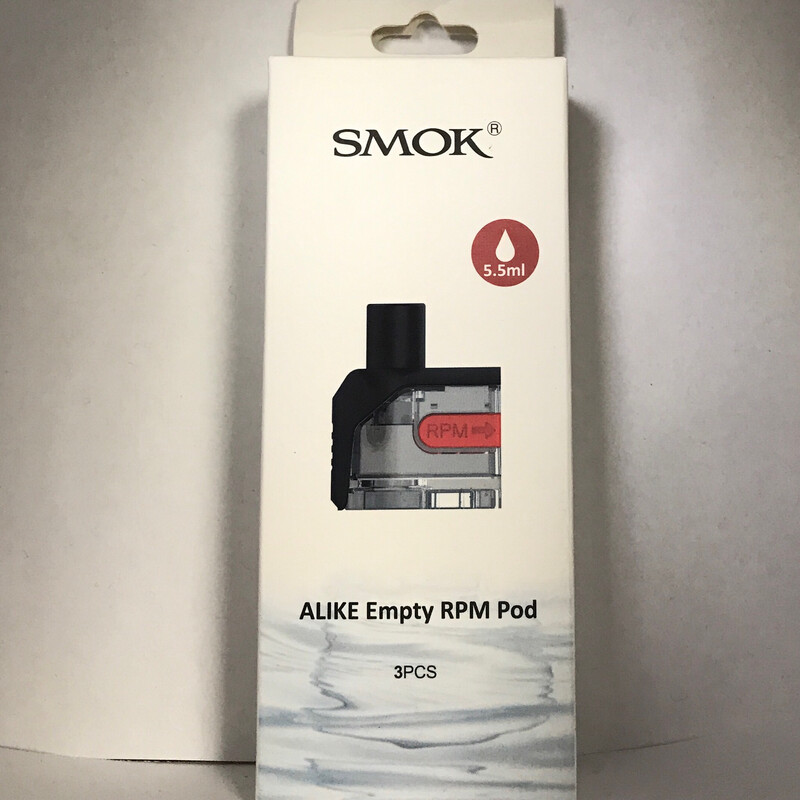 SMOK®
5.5ml
RPM
ALIKE Empty RPM Pod
3PCS